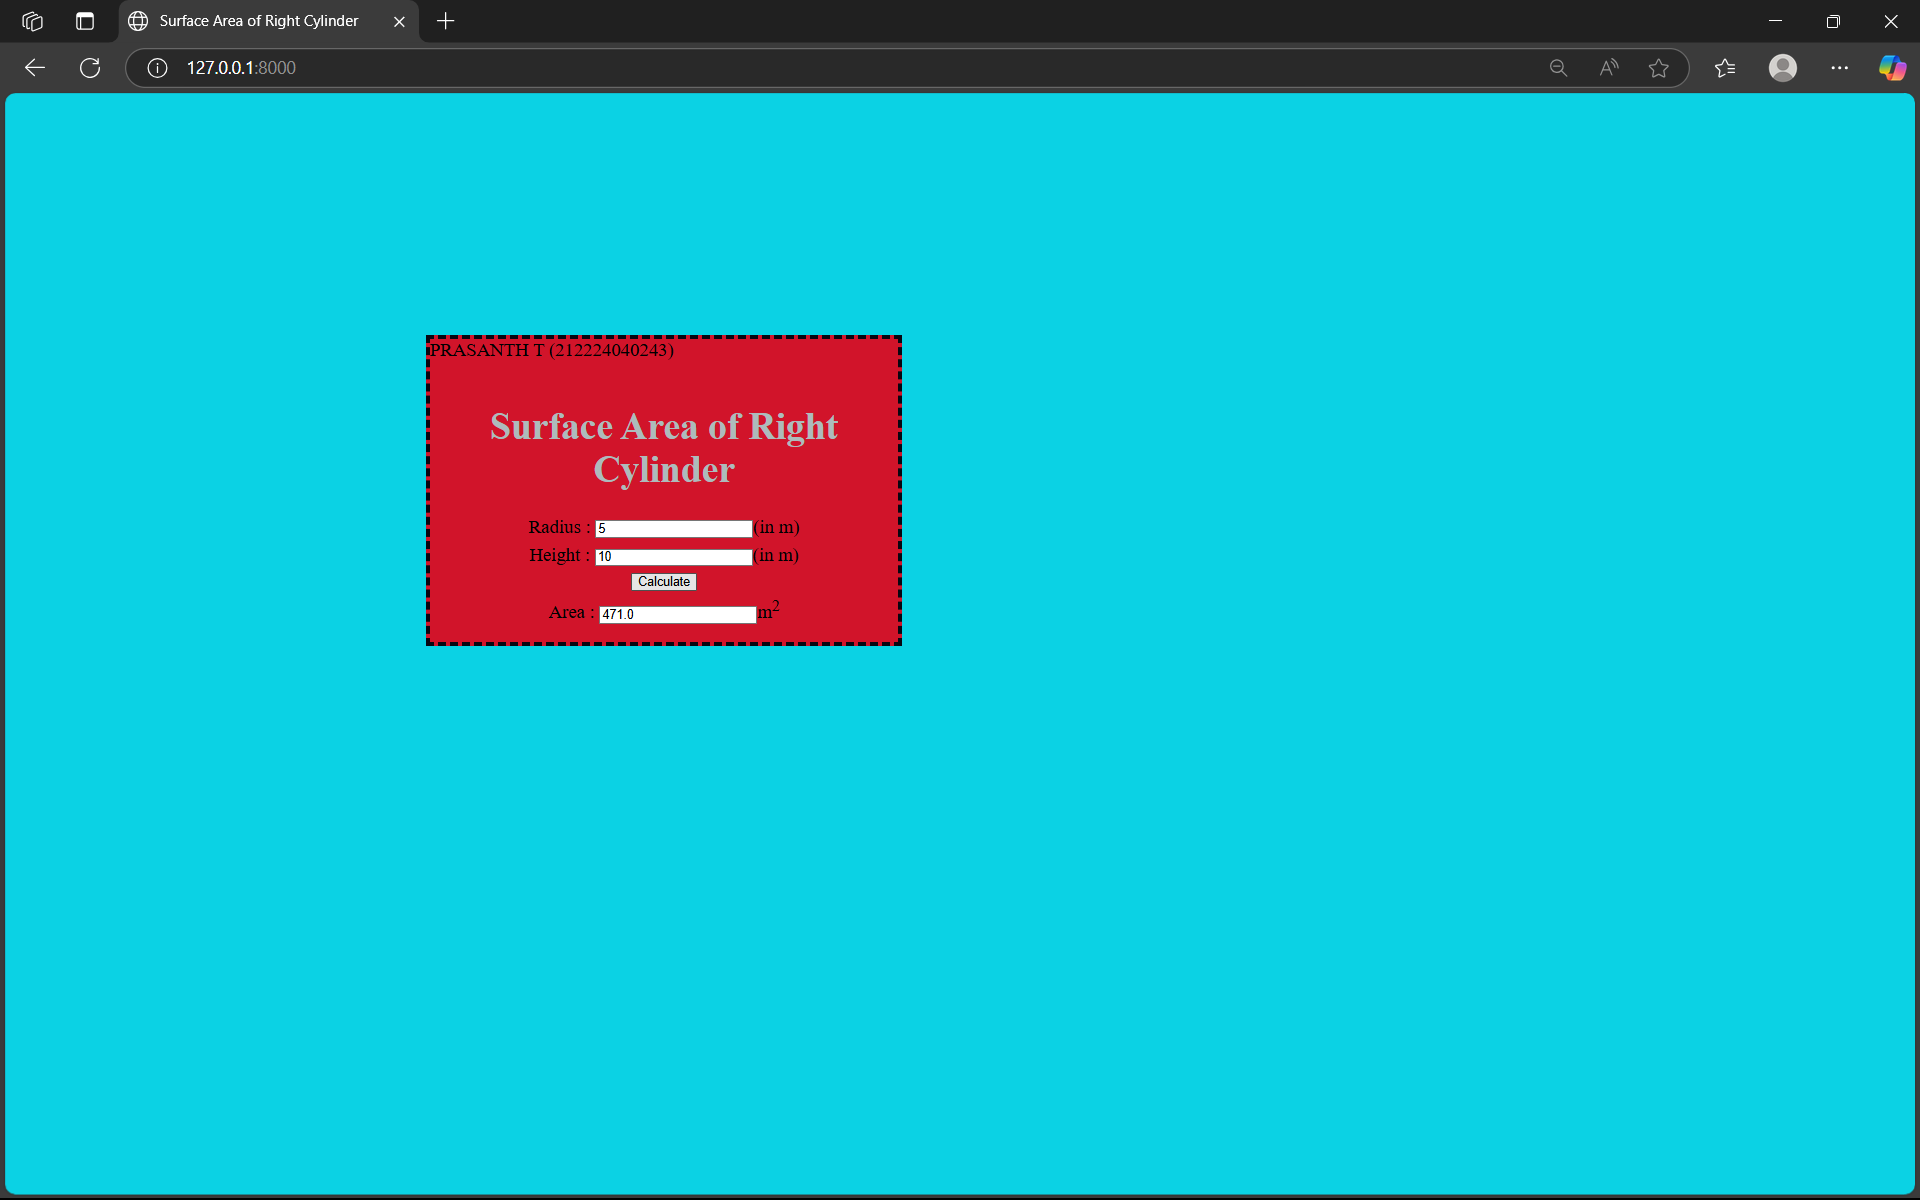 Surface Area of Right Cylinder
127.0.0.1:8000
PRASANTH T (212224040243)
Surface Area of Right
Cylinder
Radius : 5 (in m)
Height : 10 (in m)
Calculate
Area : 471.0 m²